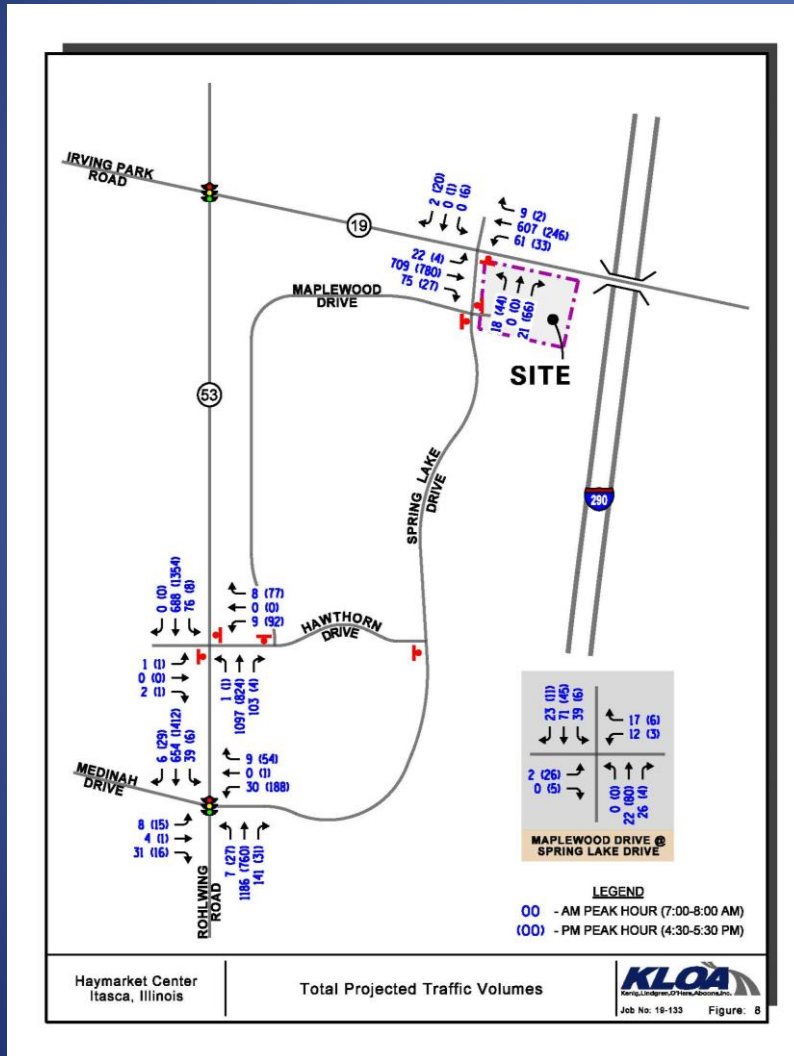 IRVING PARK
ROAD
19
2 (20)
0 (1)
0 (6)
9 (2)
607 (246)
61 (33)
22 (4)
709 (780)
75 (27)
18 (44)
0 (0)
21 (66)
MAPLEWOOD
DRIVE
SITE
53
SPRING LAKE
DRIVE
290
0 (0)
688 (1354)
76 (8)
8 (77)
0 (0)
9 (92)
HAWTHORN
DRIVE
1 (1)
0 (0)
2 (1)
1 (1)
1097 (824)
103 (4)
6 (29)
654 (1412)
39 (6)
9 (54)
0 (1)
30 (188)
MEDINAH
DRIVE
8 (15)
4 (1)
31 (16)
7 (27)
1186 (760)
141 (31)
ROHLWING
ROAD
23 (11)
71 (45)
39 (6)
17 (6)
12 (3)
2 (26)
0 (5)
0 (0)
22 (80)
26 (4)
MAPLEWOOD DRIVE @
SPRING LAKE DRIVE
LEGEND
00 - AM PEAK HOUR (7:00-8:00 AM)
(00) - PM PEAK HOUR (4:30-5:30 PM)
Haymarket Center
Itasca, Illinois
Total Projected Traffic Volumes
KLOA
Kenig,Lindgren,O'Hara,Aboona,Inc.
Job No: 19-133 Figure: 8